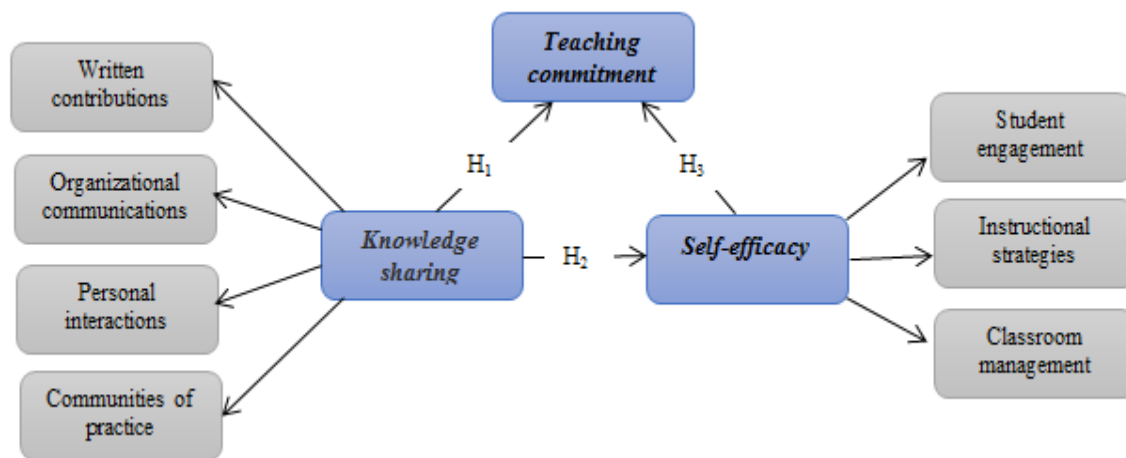 Written
contributions
Organizational
communications
Personal
interactions
Communities of
practice
Teaching
commitment
H₁
H₃
Knowledge
sharing
H₂
Self-efficacy
Student
engagement
Instructional
strategies
Classroom
management